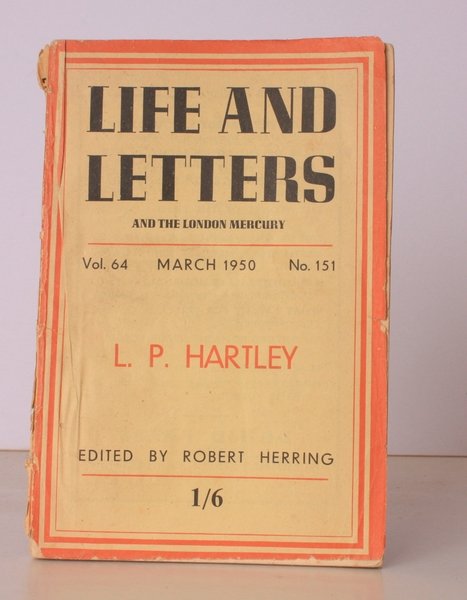 LIFE AND
LETTERS
AND THE LONDON MERCURY
Vol. 64 MARCH 1950 No. 151
L. P. HARTLEY
EDITED BY ROBERT HERRING
1/6